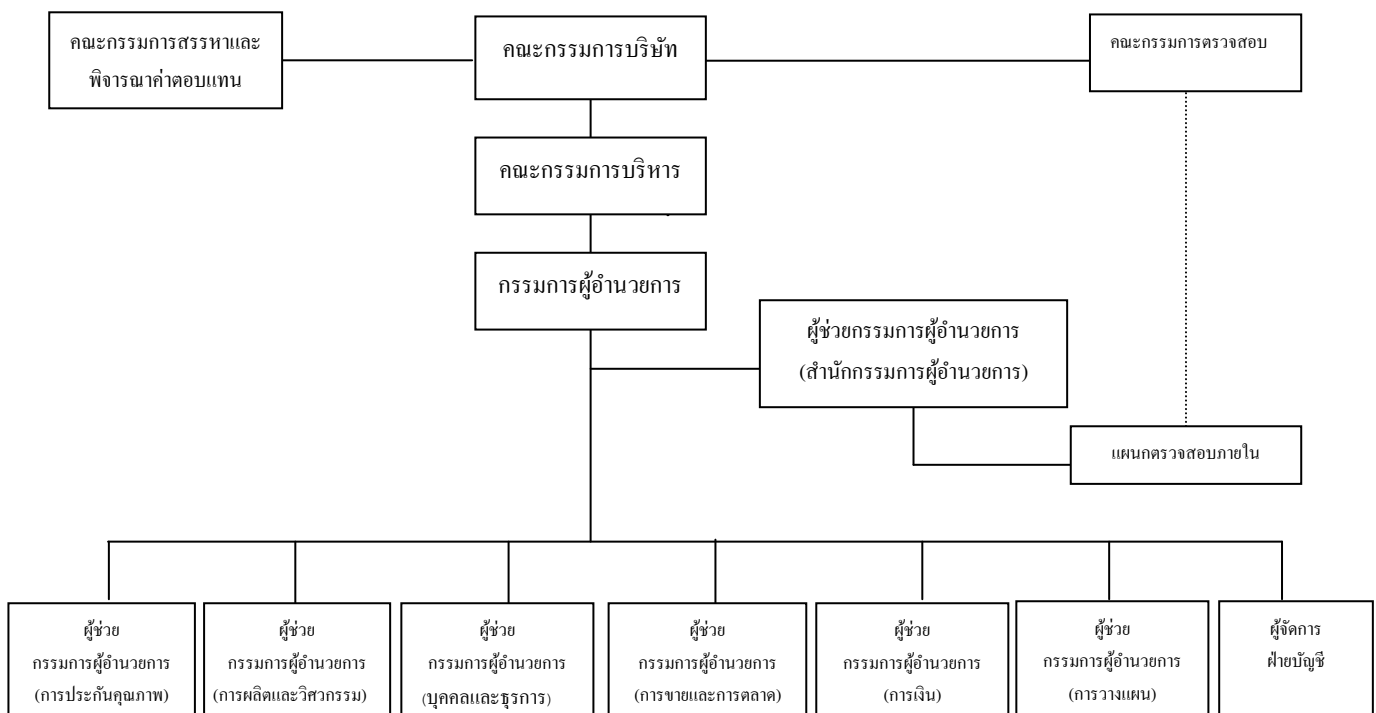 คณะกรรมการสรรหาและ
พิจารณาค่าตอบแทน
คณะกรรมการบริษัท
คณะกรรมการตรวจสอบ
คณะกรรมการบริหาร
กรรมการผู้อำนวยการ
ผู้ช่วยกรรมการผู้อำนวยการ
(สำนักกรรมการผู้อำนวยการ)
แผนกตรวจสอบภายใน
ผู้ช่วย
กรรมการผู้อำนวยการ
(การประกันคุณภาพ)
ผู้ช่วย
กรรมการผู้อำนวยการ
(การผลิตและวิศวกรรม)
ผู้ช่วย
กรรมการผู้อำนวยการ
(บุคคลและธุรการ)
ผู้ช่วย
กรรมการผู้อำนวยการ
(การขายและการตลาด)
ผู้ช่วย
กรรมการผู้อำนวยการ
(การเงิน)
ผู้ช่วย
กรรมการผู้อำนวยการ
(การวางแผน)
ผู้จัดการ
ฝ่ายบัญชี